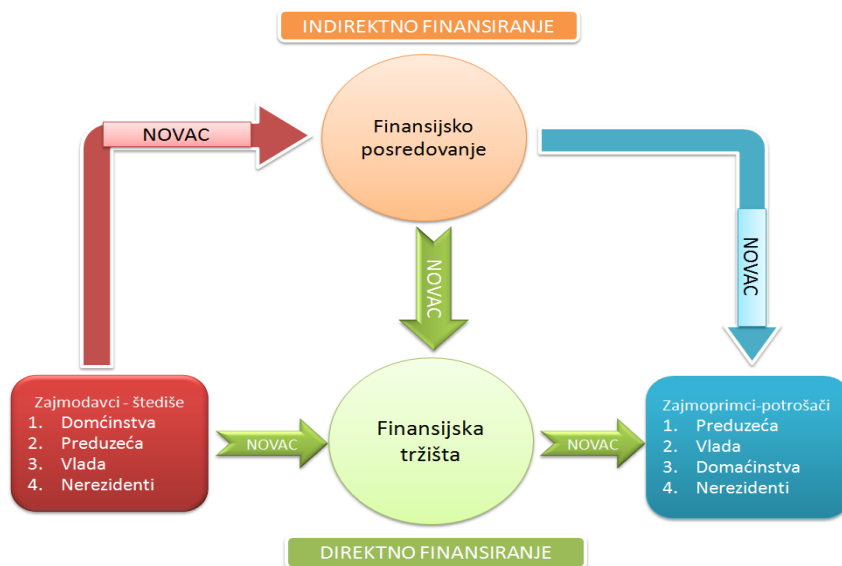 INDIREKTNO FINANSIRANJE
NOVAC
Finansijsko
posredovanje
NOVAC
NOVAC
Zajmodavci - štediše
1. Domćinstva
2. Preduzeća
3. Vlada
4. Nerezidenti
NOVAC
Finansijska
tržišta
NOVAC
Zajmoprimci-potrošači
1. Preduzeća
2. Vlada
3. Domaćinstva
4. Nerezidenti
DIREKTNO FINANSIRANJE